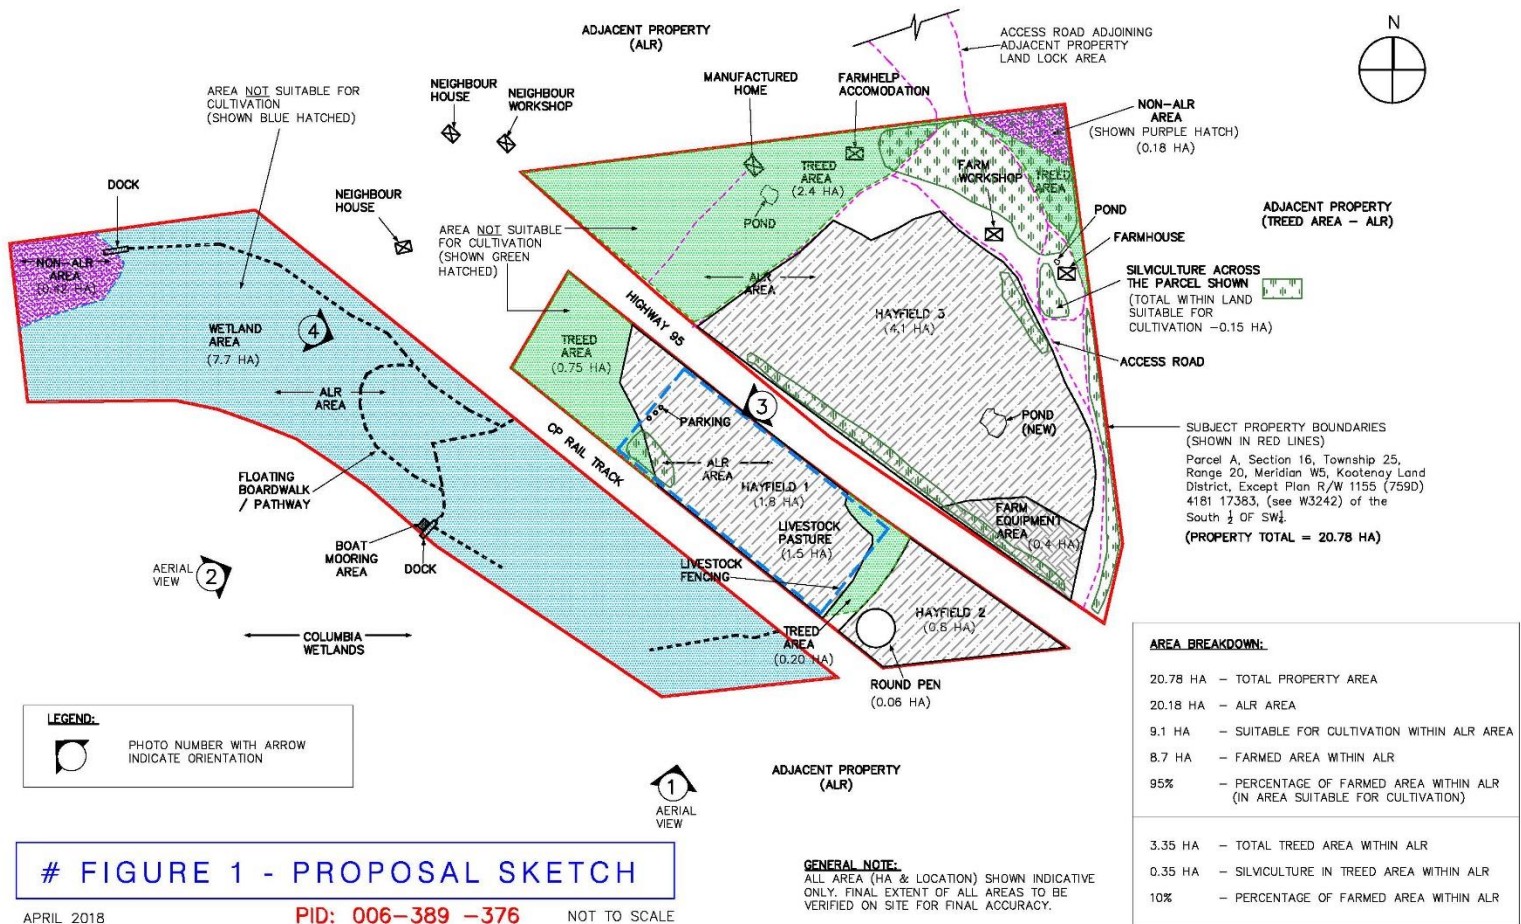 ADJACENT PROPERTY
(ALR)
ACCESS ROAD ADJOINING
ADJACENT PROPERTY
LAND LOCK AREA
N
AREA NOT SUITABLE FOR
CULTIVATION
(SHOWN BLUE HATCHED)
NEIGHBOUR
HOUSE
NEIGHBOUR
WORKSHOP
MANUFACTURED
HOME
FARMHELP
ACCOMODATION
NON-ALR
AREA
(SHOWN PURPLE HATCH)
(0.18 HA)
DOCK
NEIGHBOUR
HOUSE
TREED
AREA
(2.4 HA)
POND
FARM
WORKSHOP
TREED
AREA
POND
FARMHOUSE
ADJACENT PROPERTY
(TREED AREA - ALR)
AREA NOT SUITABLE
FOR CULTIVATION
(SHOWN GREEN
HATCHED)
NON-ALR
AREA
(0.42 HA)
ALR
AREA
SILVICULTURE ACROSS
THE PARCEL SHOWN
(TOTAL WITHIN LAND
SUITABLE FOR
CULTIVATION -0.15 HA)
HIGHWAY 95
HAYFIELD 3
(4.1 HA)
WETLAND
AREA
(7.7 HA)
4
TREED
AREA
(0.75 HA)
ACCESS ROAD
ALR
AREA
3
PARKING
POND
(NEW)
CP RAIL TRACK
ALR
AREA
HAYFIELD 1
(1.8 HA)
SUBJECT PROPERTY BOUNDARIES
(SHOWN IN RED LINES)
Parcel A, Section 16, Township 25,
Range 20, Meridian W5, Kootenay Land
District, Except Plan R/W 1155 (759D)
4181 17383, (see W3242) of the
South ½ OF SW¼.
(PROPERTY TOTAL = 20.78 HA)
FLOATING
BOARDWALK
/ PATHWAY
LIVESTOCK
PASTURE
(1.5 HA)
FARM
EQUIPMENT
AREA
(0.4 HA)
BOAT
MOORING
AREA
DOCK
AERIAL
VIEW
2
LIVESTOCK
FENCING
HAYFIELD 2
(0.8 HA)
COLUMBIA
WETLANDS
TREED
AREA
(0.20 HA)
ROUND PEN
(0.06 HA)
AREA BREAKDOWN:
20.78 HA - TOTAL PROPERTY AREA
20.18 HA - ALR AREA
9.1 HA - SUITABLE FOR CULTIVATION WITHIN ALR AREA
8.7 HA - FARMED AREA WITHIN ALR
95% - PERCENTAGE OF FARMED AREA WITHIN ALR
(IN AREA SUITABLE FOR CULTIVATION)
3.35 HA - TOTAL TREED AREA WITHIN ALR
0.35 HA - SILVICULTURE IN TREED AREA WITHIN ALR
10% - PERCENTAGE OF FARMED AREA WITHIN ALR
LEGEND:
PHOTO NUMBER WITH ARROW
INDICATE ORIENTATION
1
AERIAL
VIEW
ADJACENT PROPERTY
(ALR)
# FIGURE 1 - PROPOSAL SKETCH
GENERAL NOTE:
ALL AREA (HA & LOCATION) SHOWN INDICATIVE
ONLY. FINAL EXTENT OF ALL AREAS TO BE
VERIFIED ON SITE FOR FINAL ACCURACY.
APRIL 2018
PID: 006-389 -376
NOT TO SCALE